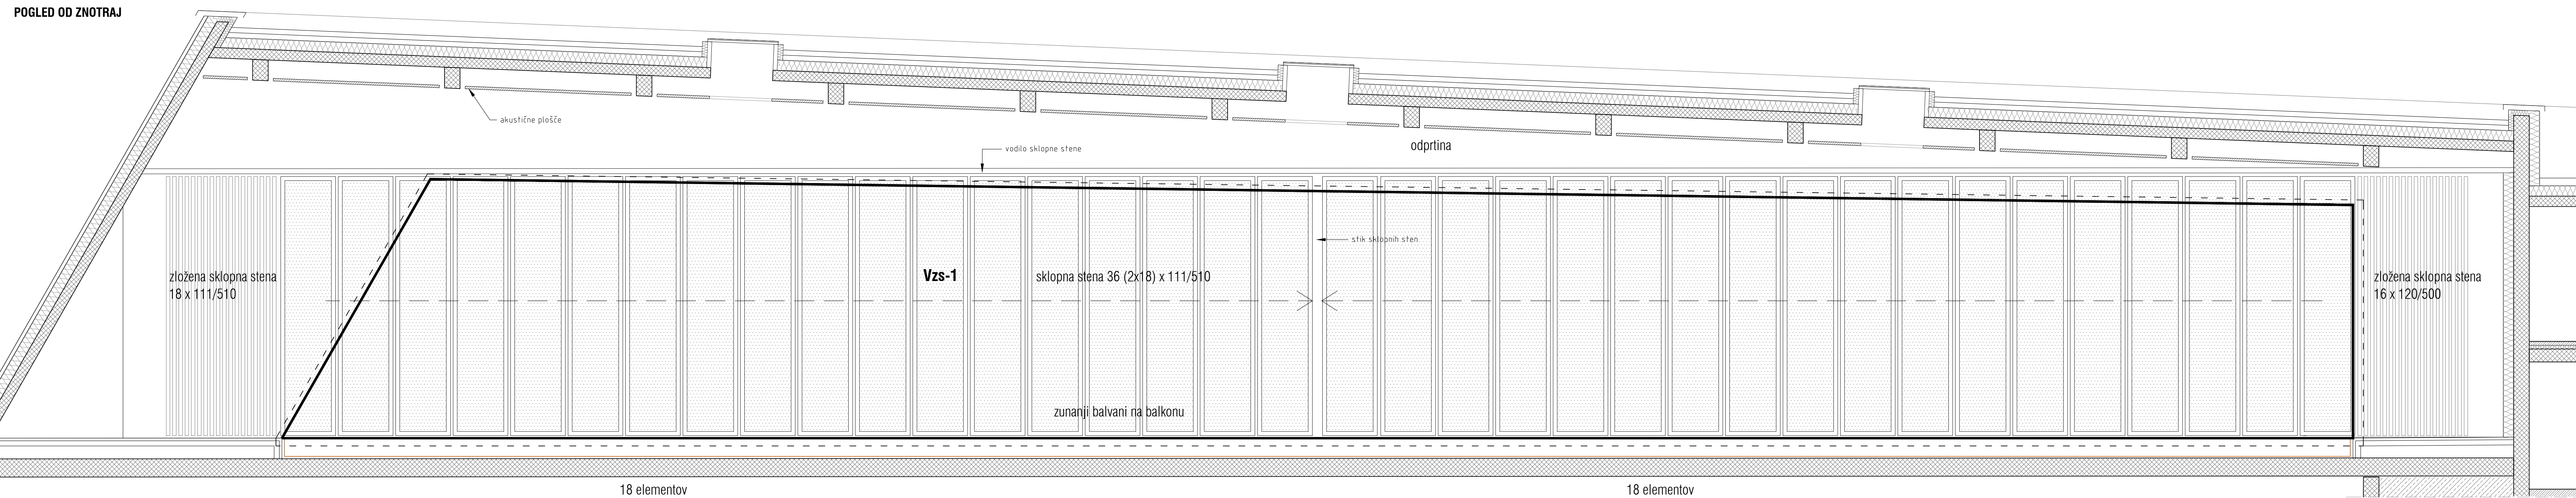 POGLED OD ZNOTRAJ
akustične plošče
odprtina
vodilo sklopne stene
stik sklopnih sten
zložena sklopna stena
18 x 111/510
Vzs-1
sklopna stena 36 (2x18) x 111/510
zložena sklopna stena
16 x 120/500
zunanji balvani na balkonu
18 elementov
18 elementov